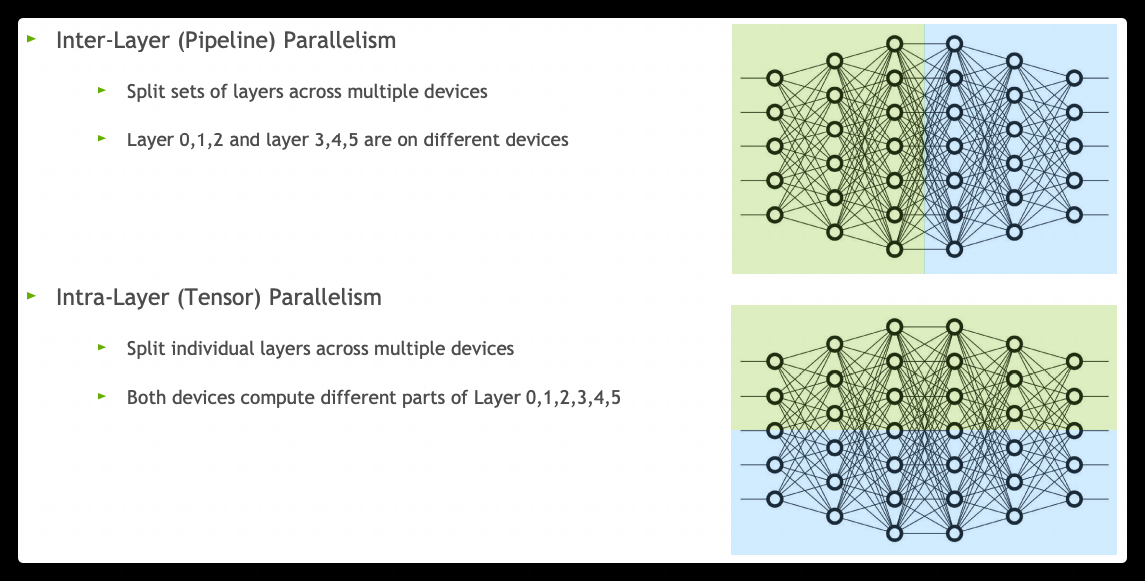 Inter-Layer (Pipeline) Parallelism
Split sets of layers across multiple devices
Layer 0,1,2 and layer 3,4,5 are on different devices
Intra-Layer (Tensor) Parallelism
Split individual layers across multiple devices
Both devices compute different parts of Layer 0,1,2,3,4,5